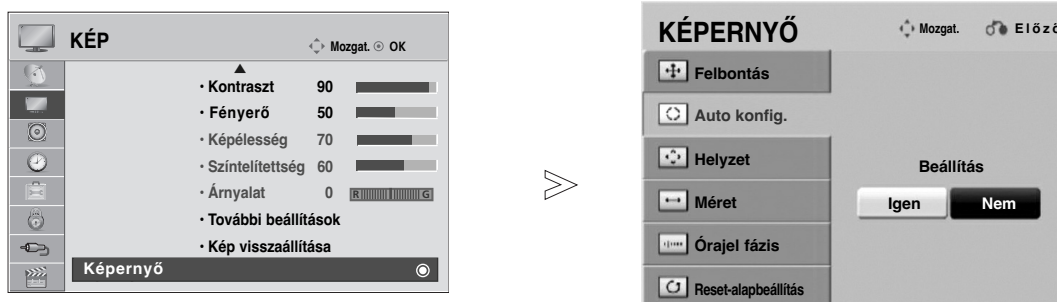 KÉP
Mozgat. OK
· Kontraszt 90
· Fényerő 50
· Képélesség 70
· Színtelítettség 60
· Árnyalat 0 R G
· További beállítások
· Kép visszaállítása
Képernyő
KÉPERNYŐ
Mozgat. Előző
Felbontás
Auto konfig.
Helyzet
Méret
Órajel fázis
Reset-alapbeállítás
Beállítás
Igen Nem